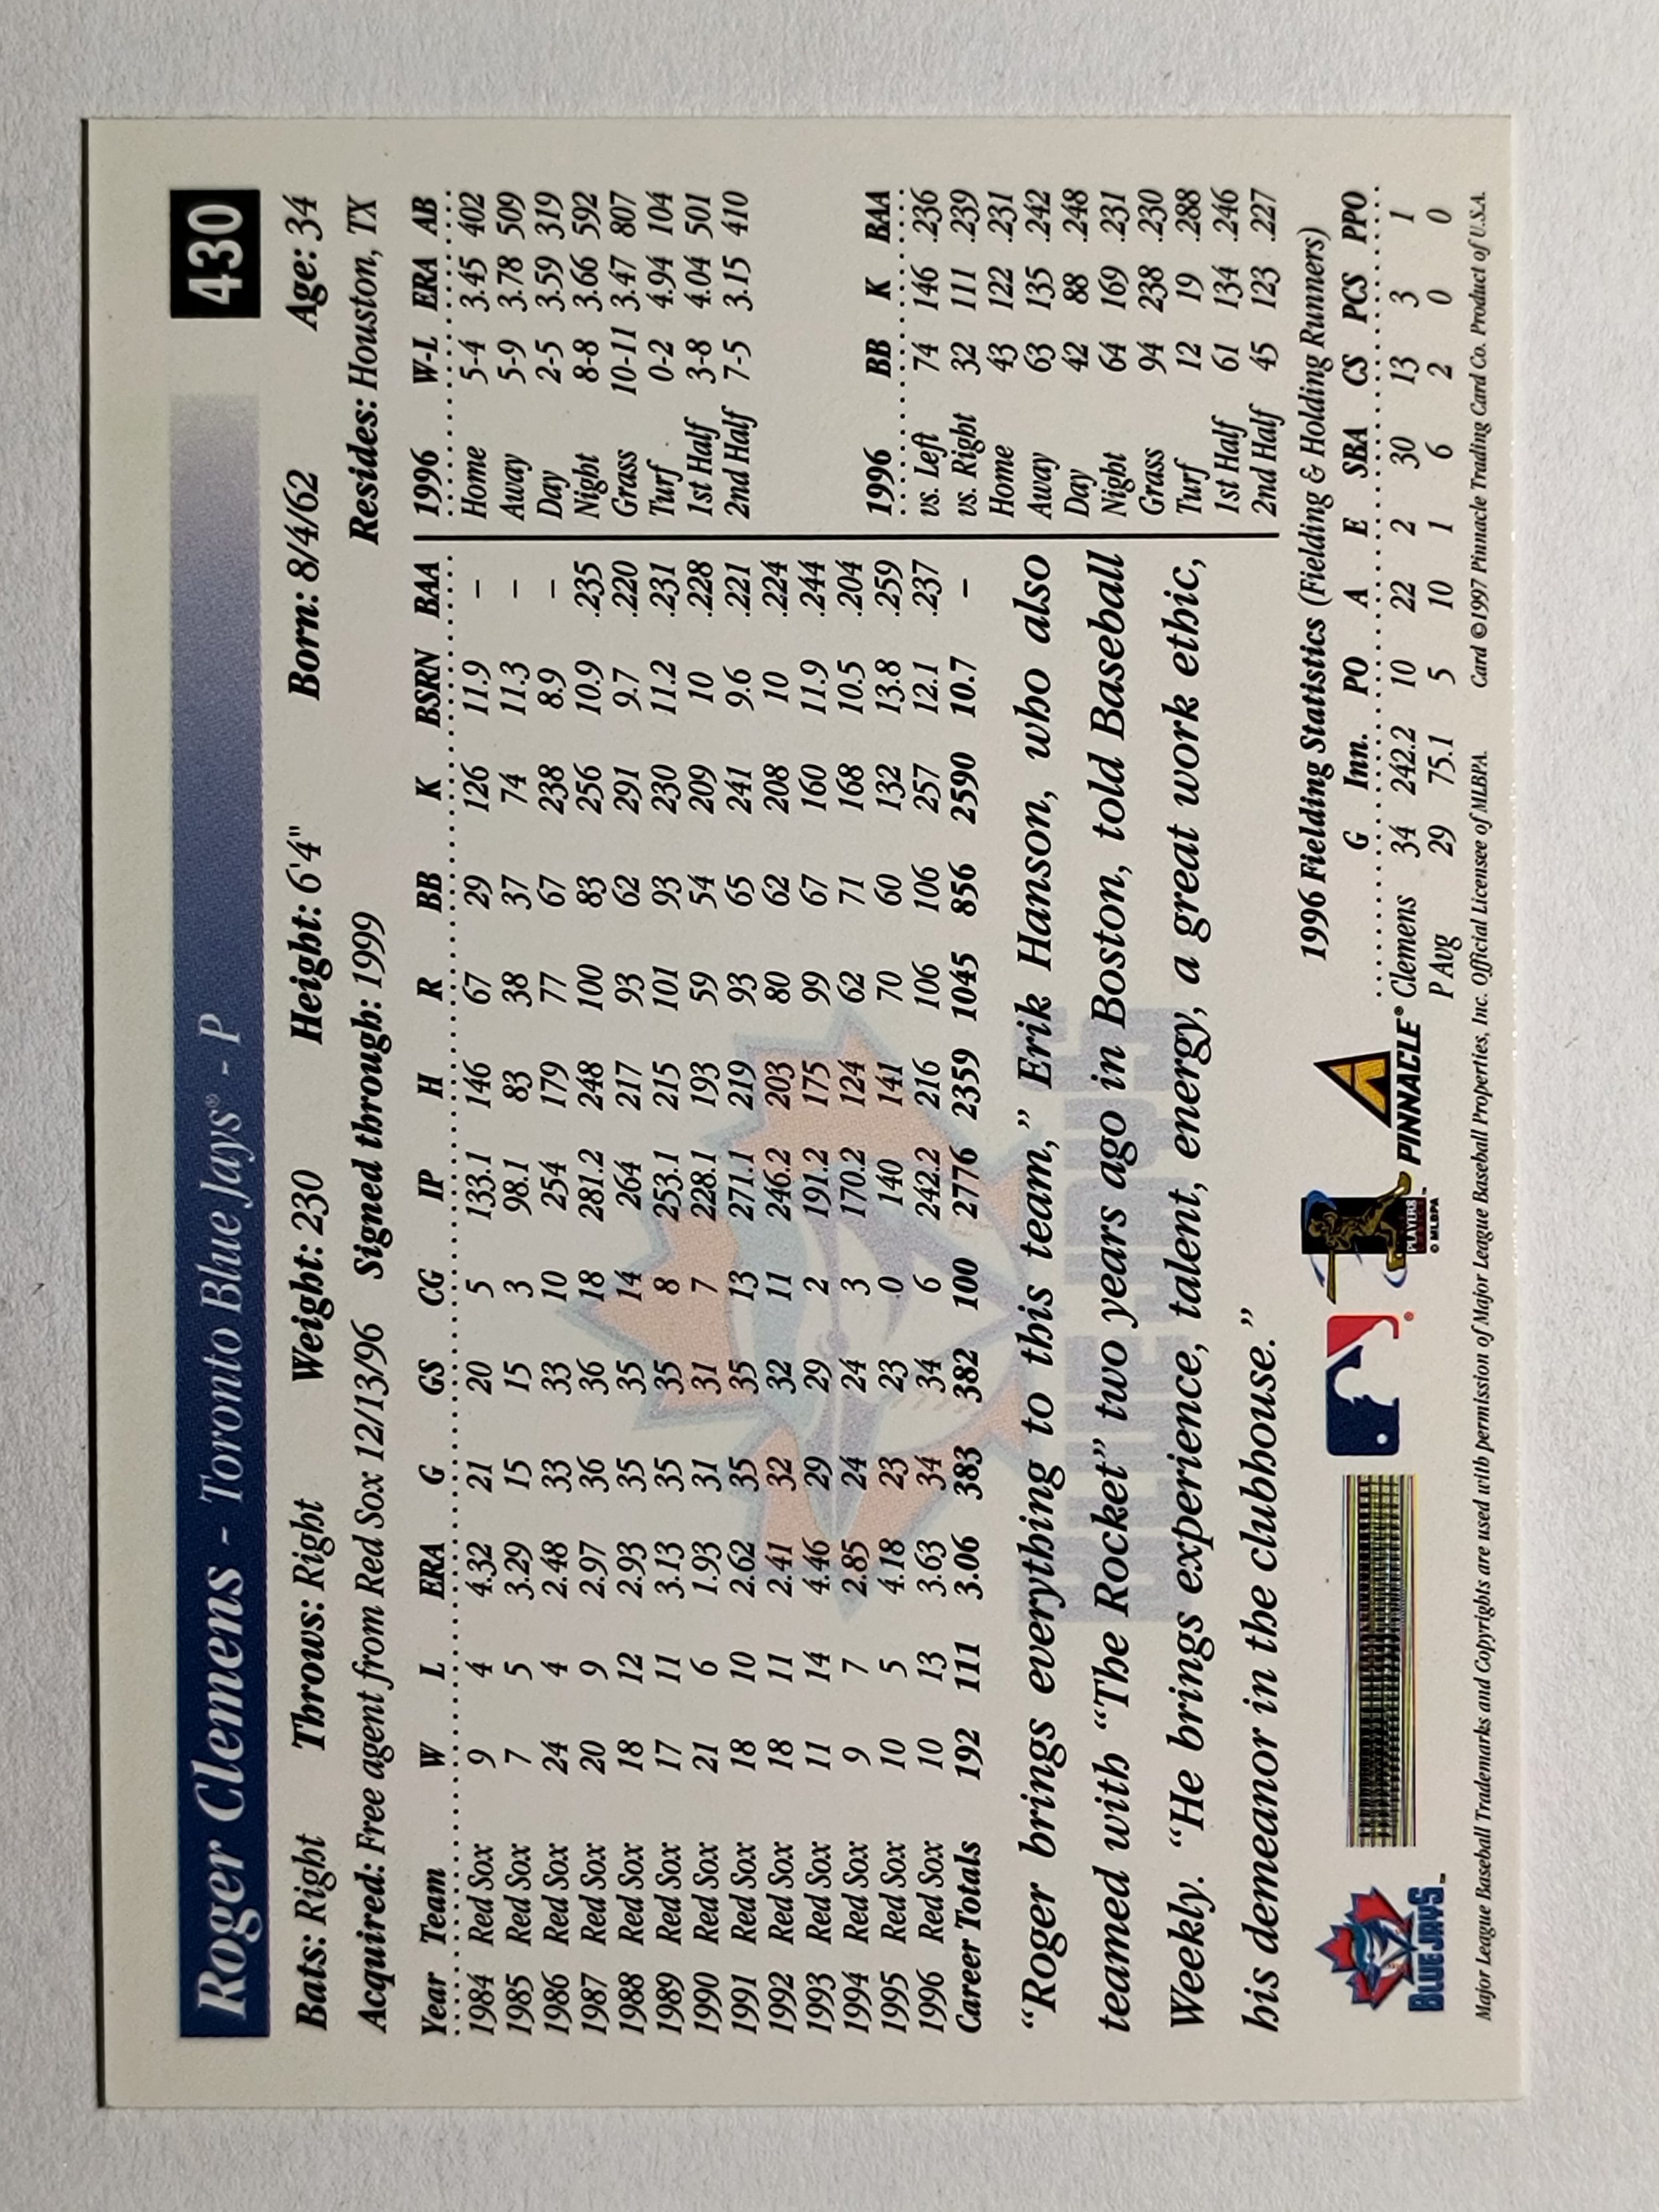 430
Roger Clemens - Toronto Blue Jays® - P
Bats: Right Throws: Right Weight: 230 Height: 6'4" Born: 8/4/62 Age: 34
Acquired: Free agent from Red Sox 12/13/96 Signed through: 1999 Resides: Houston, TX
Year Team W L ERA G GS CG IP H R BB K BSRN BAA
1984 Red Sox 9 4 4.32 21 20 5 133.1 146 67 29 126 11.9 –
1985 Red Sox 7 5 3.29 15 15 3 98.1 83 38 37 74 11.3 –
1986 Red Sox 24 4 2.48 33 33 10 254 179 77 67 238 8.9 –
1987 Red Sox 20 9 2.97 36 36 18 281.2 248 100 83 256 10.9 .235
1988 Red Sox 18 12 2.93 35 35 14 264 217 93 62 291 9.7 .220
1989 Red Sox 17 11 3.13 35 35 8 253.1 215 101 93 230 11.2 .231
1990 Red Sox 21 6 1.93 31 31 7 228.1 193 59 54 209 10 .228
1991 Red Sox 18 10 2.62 35 35 13 271.1 219 93 65 241 9.6 .221
1992 Red Sox 18 11 2.41 32 32 11 246.2 203 80 62 208 10 .224
1993 Red Sox 11 14 4.46 29 29 2 191.2 175 99 67 160 11.9 .244
1994 Red Sox 9 7 2.85 24 24 3 170.2 124 62 71 168 10.5 .204
1995 Red Sox 10 5 4.18 23 23 0 140 141 70 60 132 13.8 .259
1996 Red Sox 10 13 3.63 34 34 6 242.2 216 106 106 257 12.1 .237
Career Totals 192 111 3.06 383 382 100 2776 2359 1045 856 2590 10.7 –
1996 W-L ERA AB
Home 5-4 3.45 402
Away 5-9 3.78 509
Day 2-5 3.59 319
Night 8-8 3.66 592
Grass 10-11 3.47 807
Turf 0-2 4.94 104
1st Half 3-8 4.04 501
2nd Half 7-5 3.15 410
1996 BB K BAA
vs. Left 74 146 .236
vs. Right 32 111 .239
Home 43 122 .231
Away 63 135 .242
Day 42 88 .248
Night 64 169 .231
Grass 94 238 .230
Turf 12 19 .288
1st Half 61 134 .246
2nd Half 45 123 .227
BLUE JAYS
“Roger brings everything to this team,” Erik Hanson, who also
teamed with “The Rocket” two years ago in Boston, told Baseball
Weekly. “He brings experience, talent, energy, a great work ethic,
his demeanor in the clubhouse.”
1996 Fielding Statistics (Fielding & Holding Runners)
G Inn. PO A E SBA CS PCS PPO
Clemens 34 242.2 10 22 2 30 13 3 1
P Avg 29 75.1 5 10 1 6 2 0 0
BLUE JAYS™
PLAYERS
© MLBPA
PINNACLE®
Major League Baseball Trademarks and Copyrights are used with permission of Major League Baseball Properties, Inc. Official Licensee of MLBPA. Card ©1997 Pinnacle Trading Card Co. Product of U.S.A.